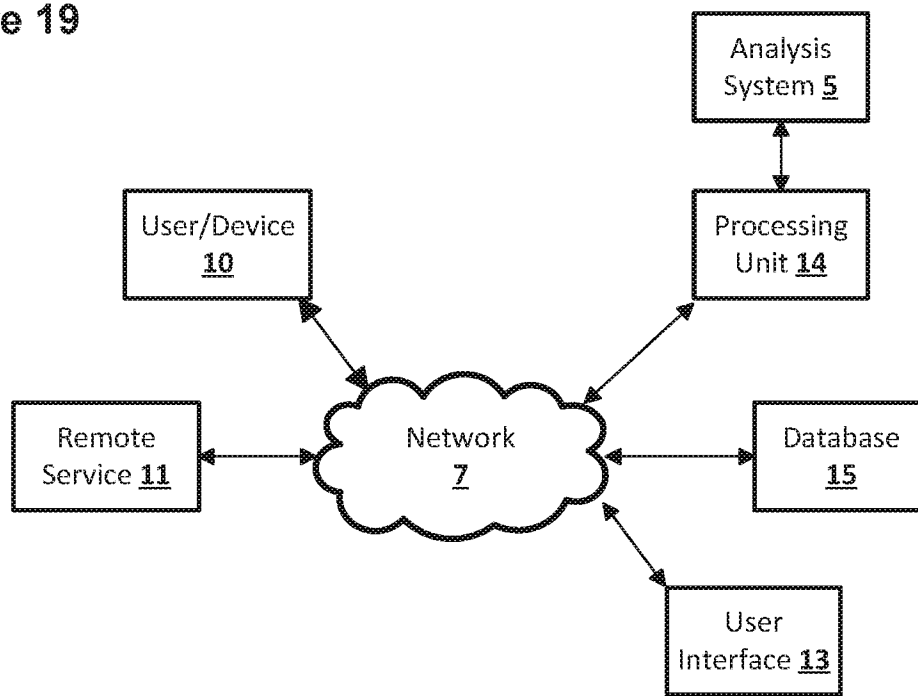 e 19
Analysis
System 5
User/Device
10
Processing
Unit 14
Remote
Service 11
Network
7
Database
15
User
Interface 13